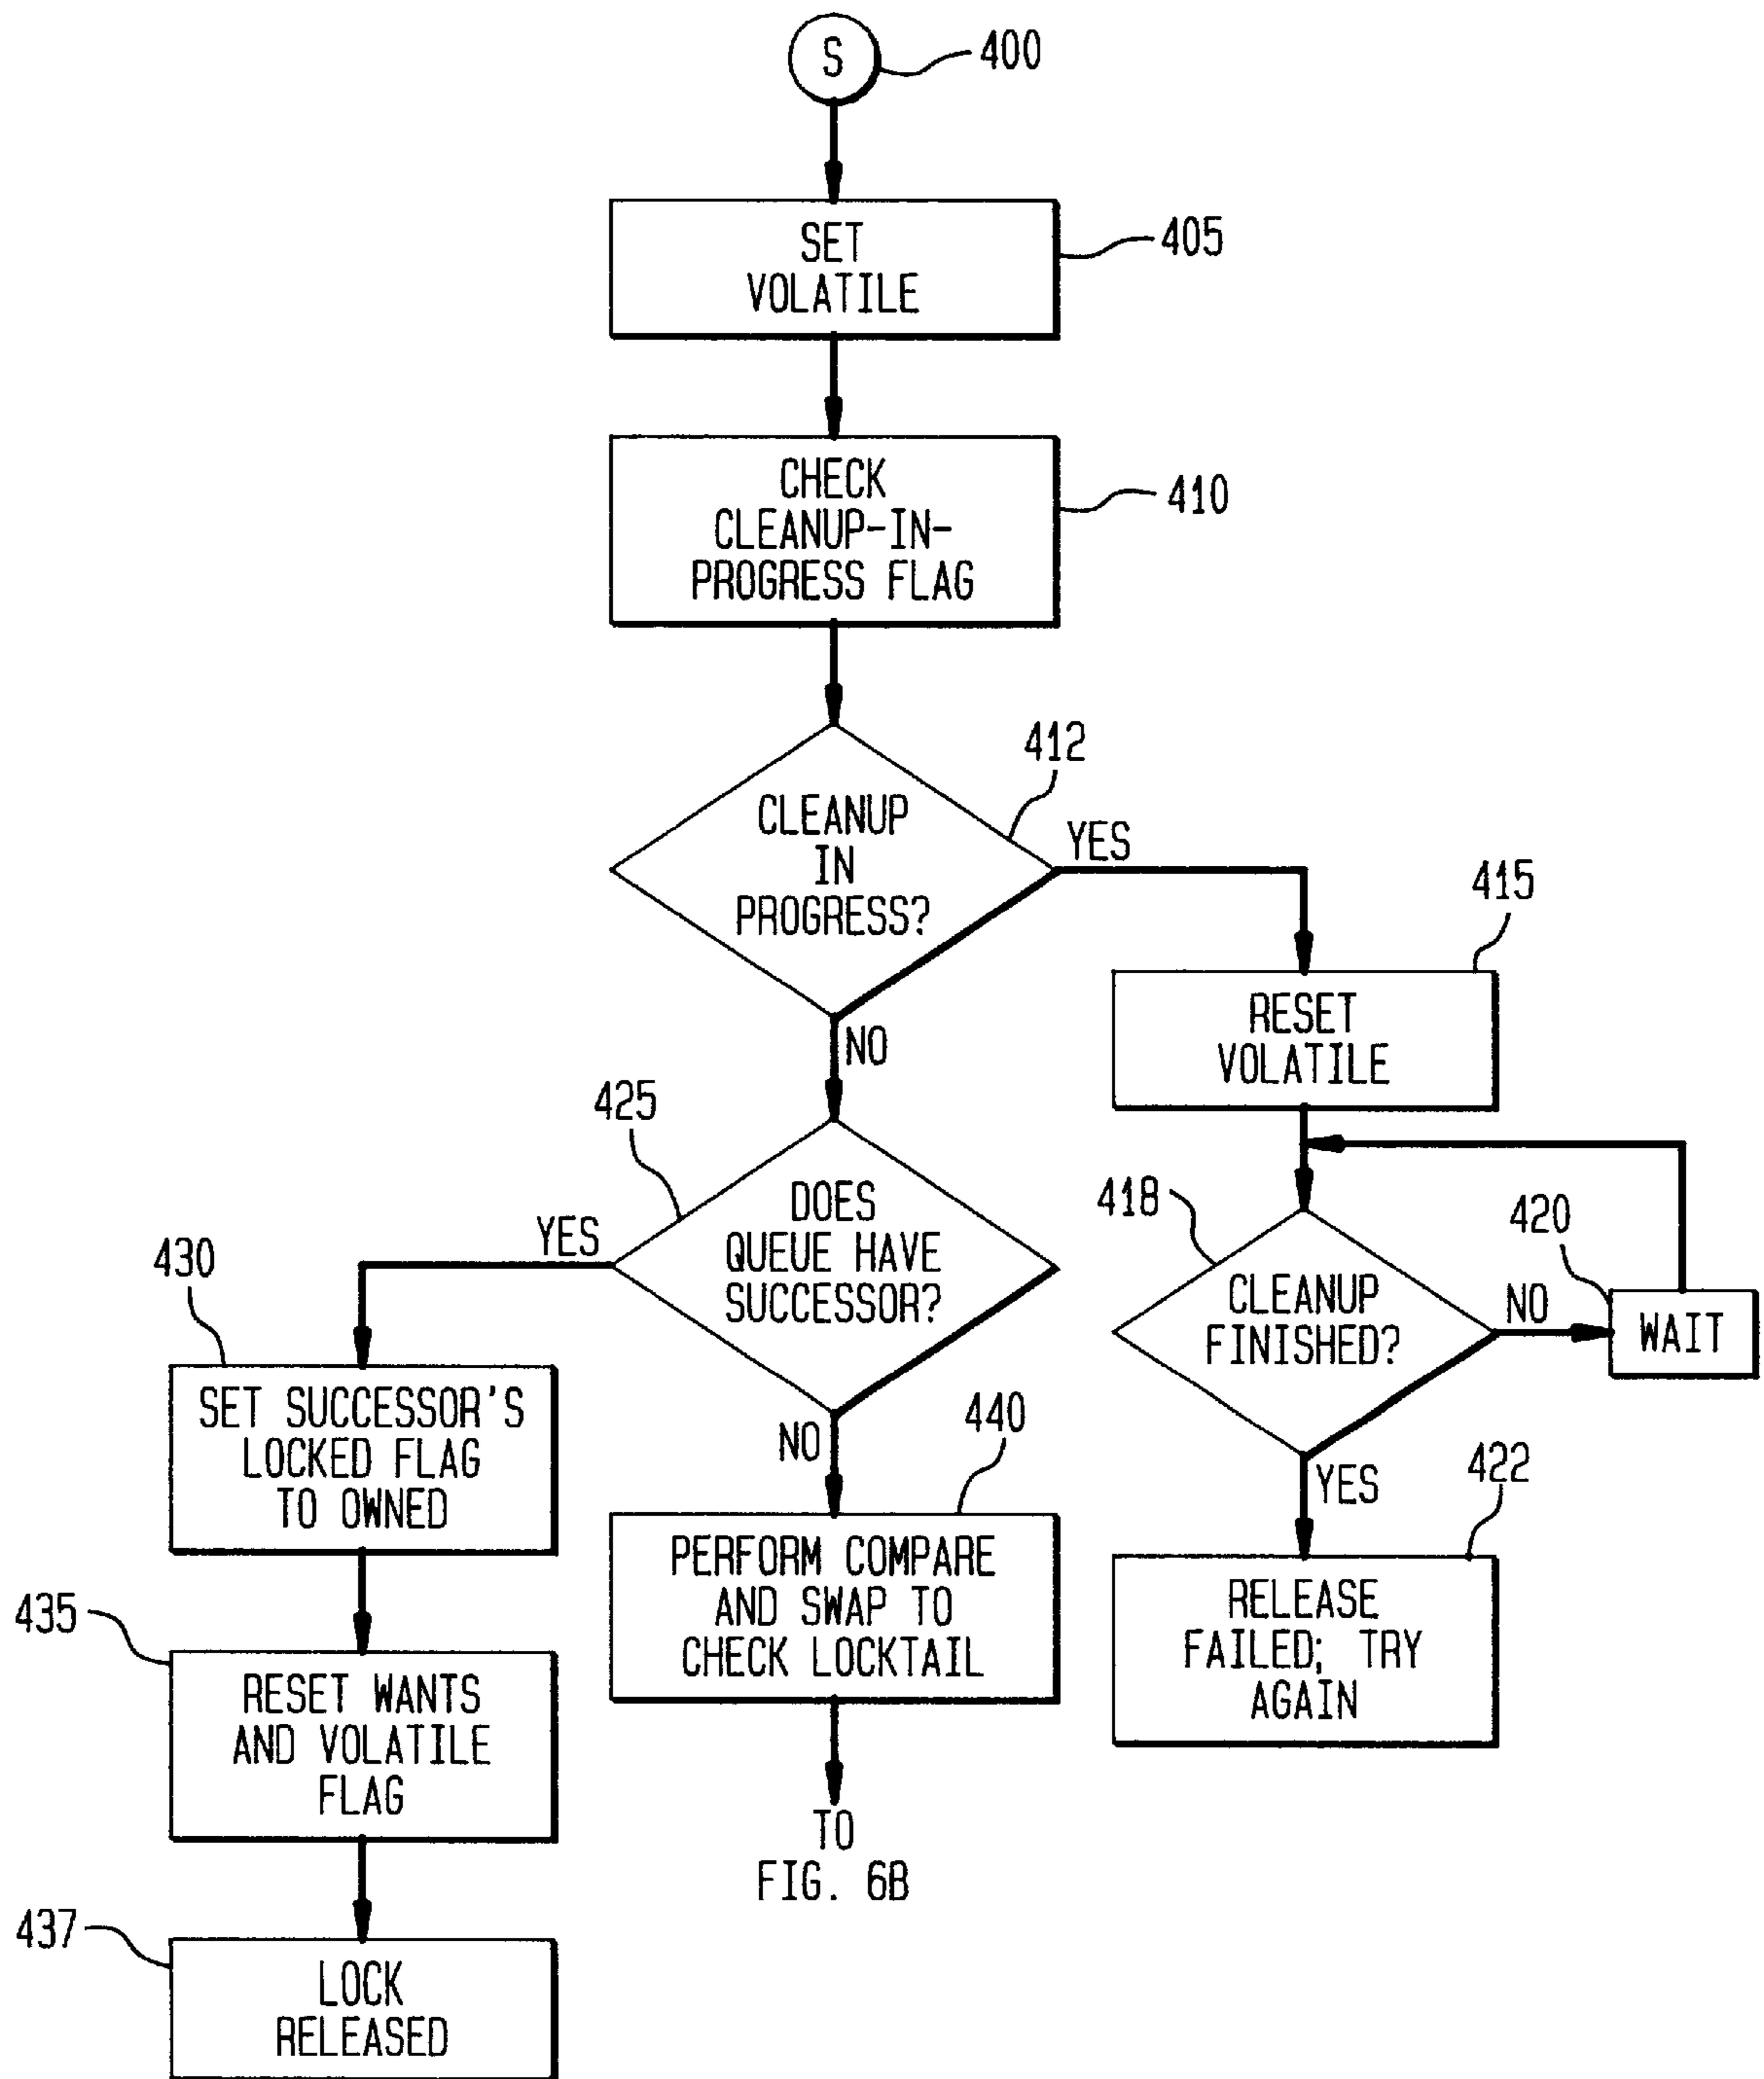 S
400
SET
VOLATILE
405
CHECK
CLEANUP-IN-
PROGRESS FLAG
410
412
CLEANUP
IN
PROGRESS?
YES
NO
415
RESET
VOLATILE
425
DOES
QUEUE HAVE
SUCCESSOR?
YES
NO
418
CLEANUP
FINISHED?
NO
YES
420
WAIT
430
SET SUCCESSOR'S
LOCKED FLAG
TO OWNED
440
PERFORM COMPARE
AND SWAP TO
CHECK LOCKTAIL
422
RELEASE
FAILED; TRY
AGAIN
435
RESET WANTS
AND VOLATILE
FLAG
TO
FIG. 6B
437
LOCK
RELEASED